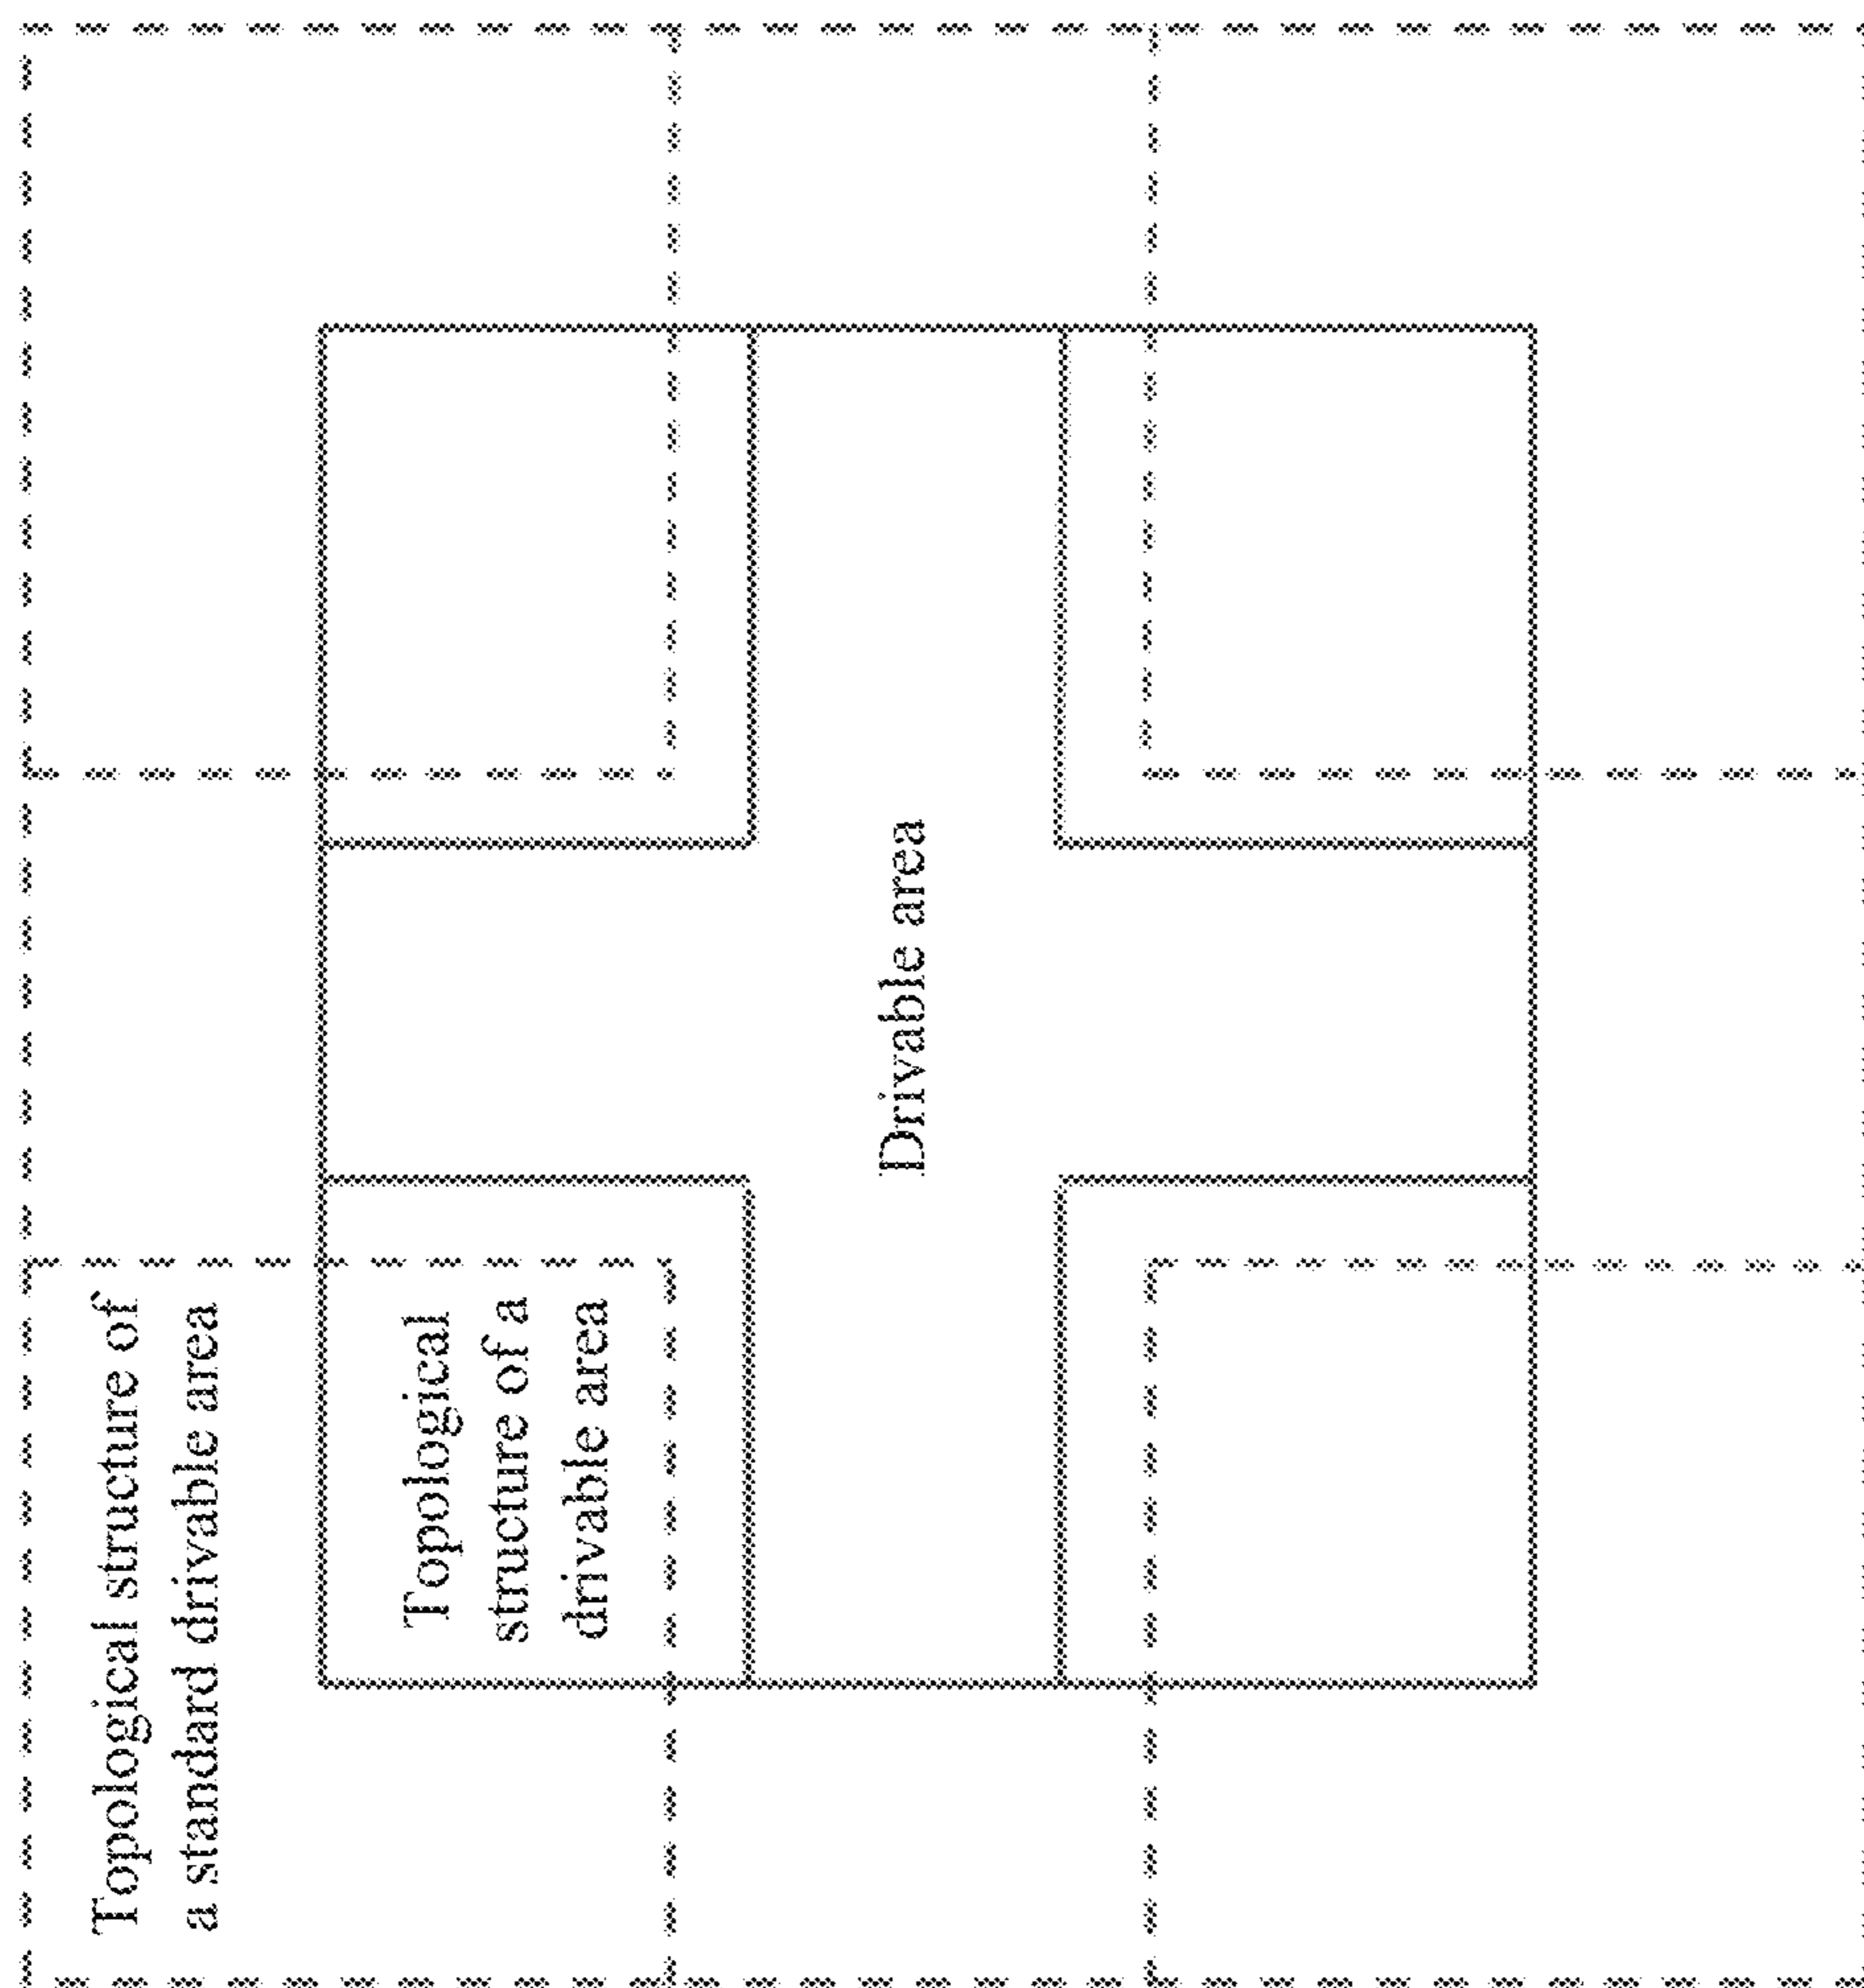 Topological structure of
a standard drivable area
Topological
structure of a
drivable area
Drivable area